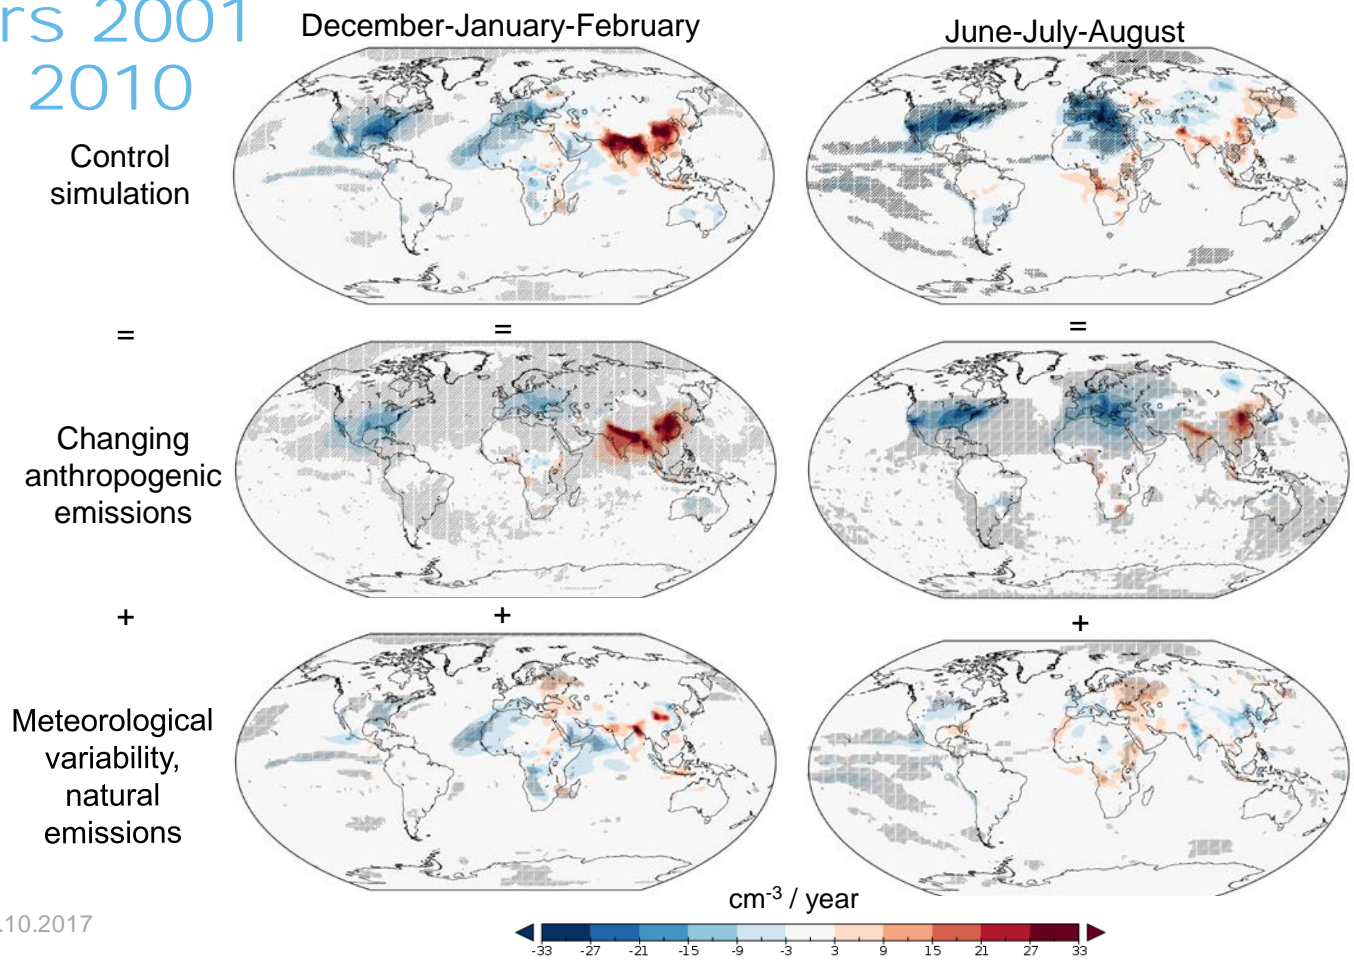 rs 2001
2010
December-January-February
June-July-August
Control
simulation
=
=
=
Changing
anthropogenic
emissions
+
+
+
Meteorological
variability,
natural
emissions
cm-3 / year
-33 -27 -21 -15 -9 -3 3 9 15 21 27 33
.10.2017